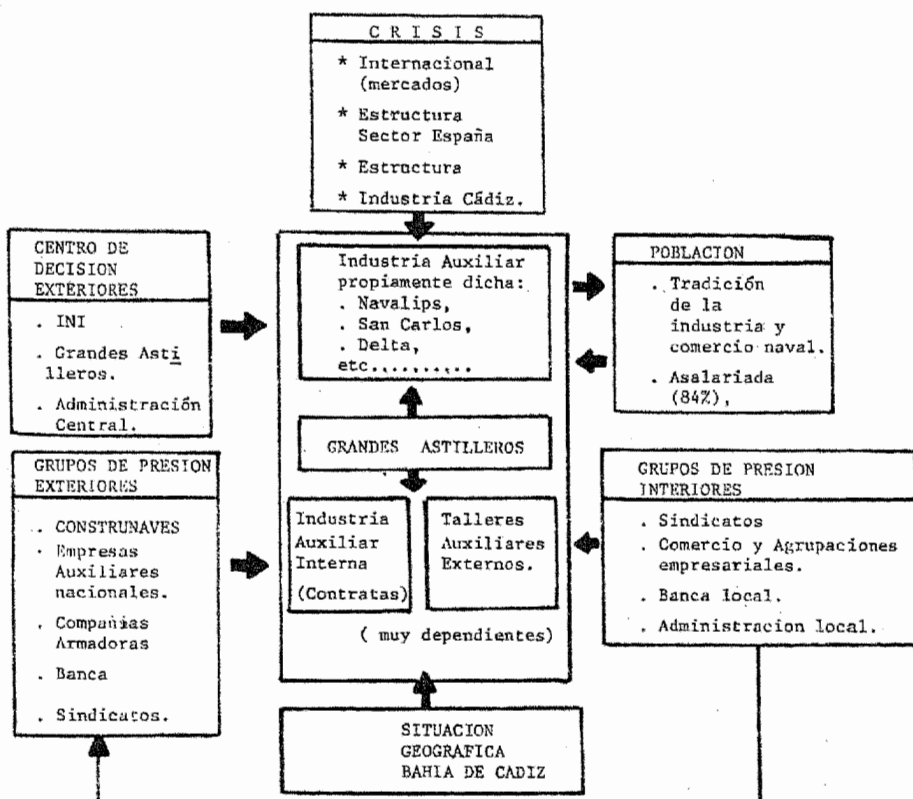 C R I S I S
* Internacional
(mercados)
* Estructura
Sector España
* Estructura
* Industria Cádiz.
CENTRO DE
DECISION
EXTERIORES
. INI
. Grandes Asti
lleros.
. Administración
Central.
Industria Auxiliar
propiamente dicha:
. Navalips,
. San Carlos,
. Delta,
etc..........
POBLACION
. Tradición
de la
industria y
comercio naval.
. Asalariada
(84%),
GRANDES ASTILLEROS
GRUPOS DE PRESION
EXTERIORES
. CONSTRUNAVES
. Empresas
Auxiliares
nacionales.
. Compañias
Armadoras
. Banca
. Sindicatos.
Industria
Auxiliar
Interna
(Contratas)
Talleres
Auxiliares
Externos.
( muy dependientes)
GRUPOS DE PRESION
INTERIORES
. Sindicatos
. Comercio y Agrupaciones
empresariales.
. Banca local.
. Administracion local.
SITUACION
GEOGRAFICA
BAHIA DE CADIZ